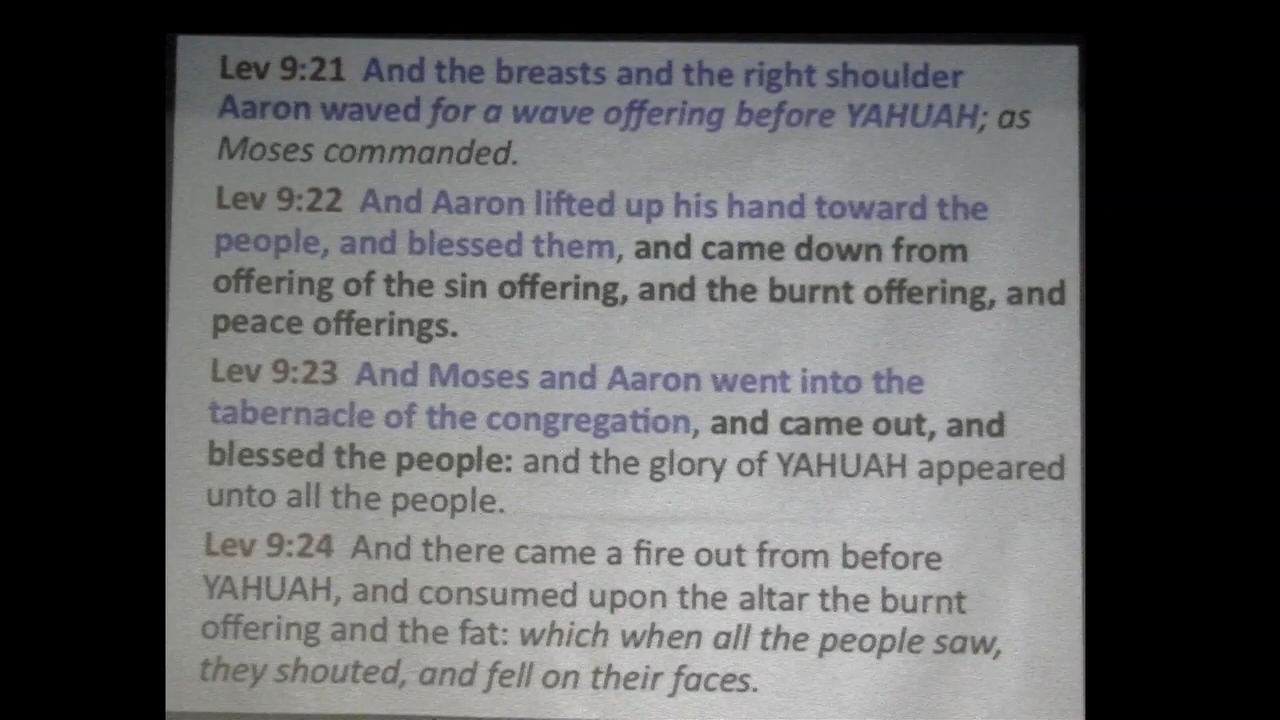 Lev 9:21 And the breasts and the right shoulder
Aaron waved for a wave offering before YAHUAH; as
Moses commanded.
Lev 9:22 And Aaron lifted up his hand toward the
people, and blessed them, and came down from
offering of the sin offering, and the burnt offering, and
peace offerings.
Lev 9:23 And Moses and Aaron went into the
tabernacle of the congregation, and came out, and
blessed the people: and the glory of YAHUAH appeared
unto all the people.
Lev 9:24 And there came a fire out from before
YAHUAH, and consumed upon the altar the burnt
offering and the fat: which when all the people saw,
they shouted, and fell on their faces.